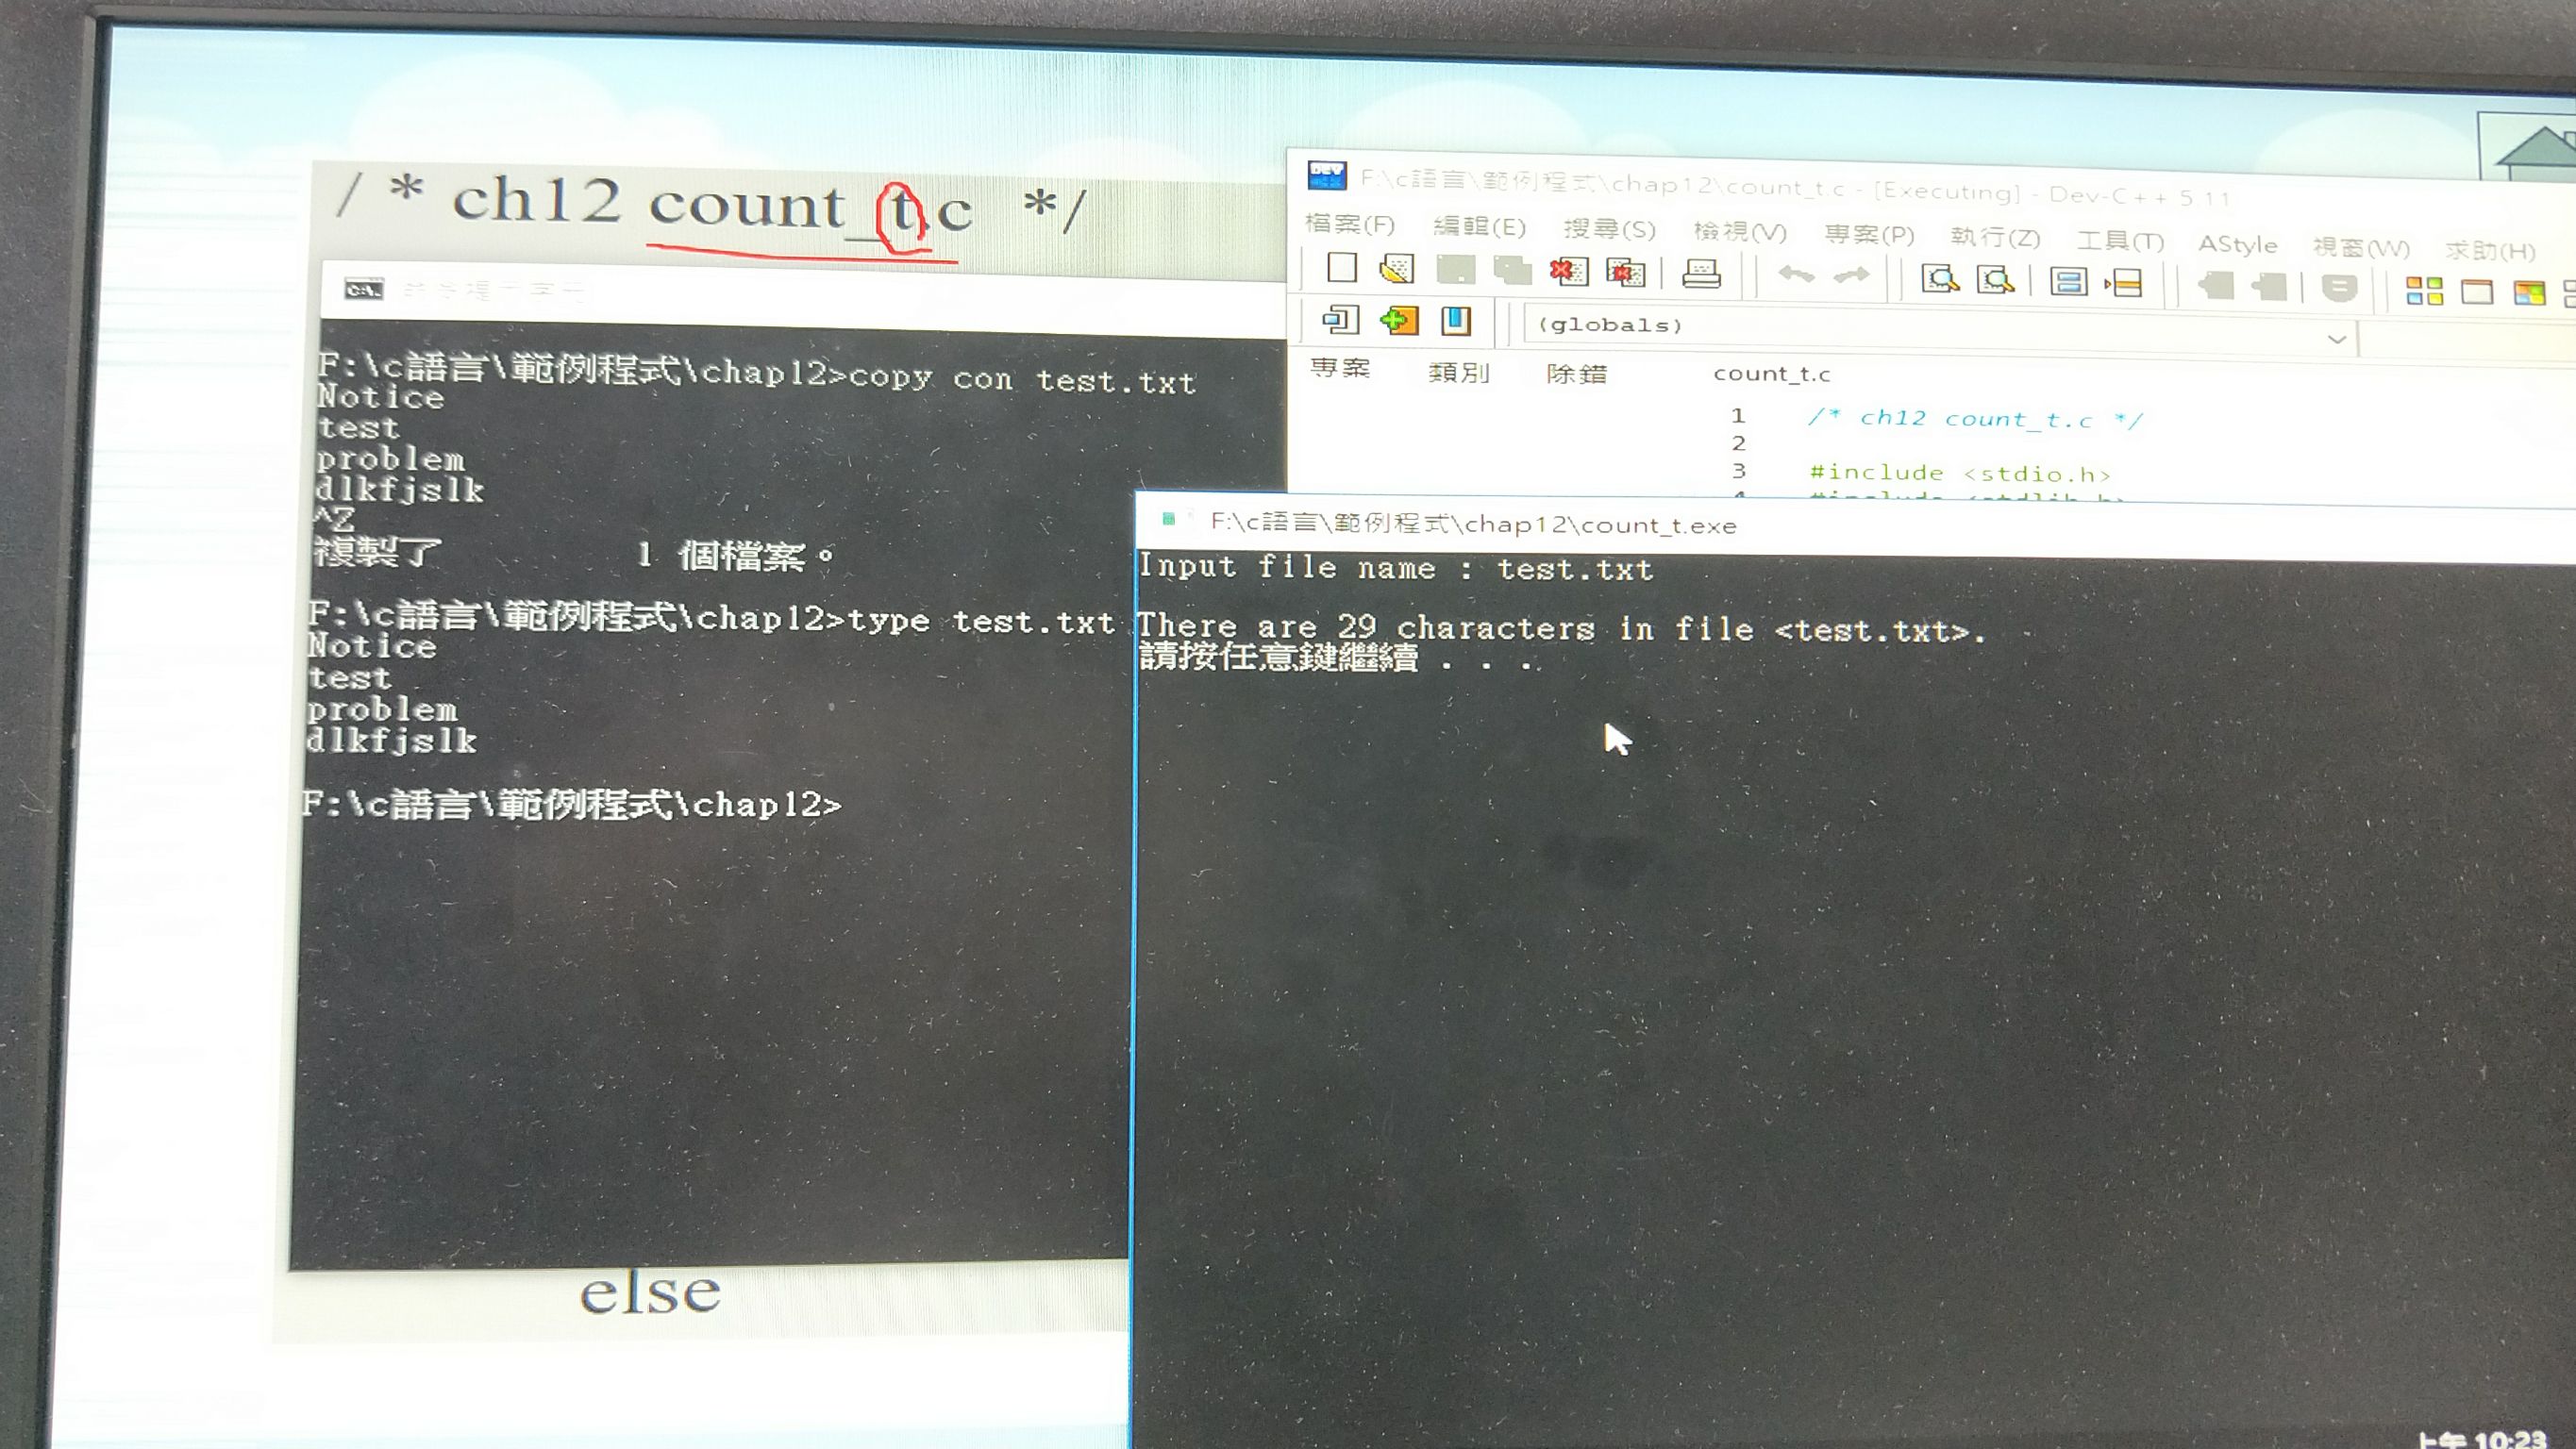 / * ch12 count_t.c */
F:\c語言\範例程式\chap12>copy con test.txt
Notice
test
problem
dlkfjslk
^Z
複製了 1 個檔案。
F:\c語言\範例程式\chap12>type test.txt
Notice
test
problem
dlkfjslk
F:\c語言\範例程式\chap12>
else
F:\c語言\範例程式\chap12\count_t.c - [Executing] - Dev-C++ 5.11
檔案(F) 編輯(E) 搜尋(S) 檢視(V) 專案(P) 執行(Z) 工具(T) AStyle 視窗(W) 求助(H)
(globals)
專案 類別 除錯 count_t.c
1 /* ch12 count_t.c */
2
3 #include <stdio.h>
4 #include <stdlib.h>
F:\c語言\範例程式\chap12\count_t.exe
Input file name : test.txt
There are 29 characters in file <test.txt>.
請按任意鍵繼續 . . .
上午 10:23